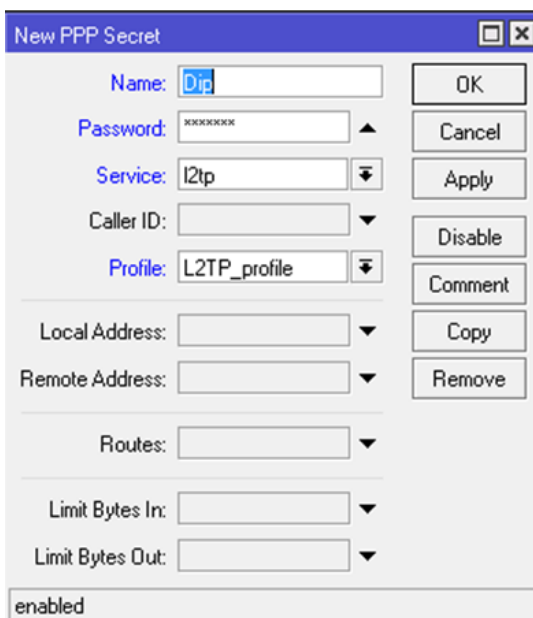 New PPP Secret
Name: Dip OK
Password: ******* Cancel
Service: l2tp Apply
Caller ID:
Disable
Profile: L2TP_profile
Comment
Local Address: Copy
Remote Address: Remove
Routes:
Limit Bytes In:
Limit Bytes Out:
enabled